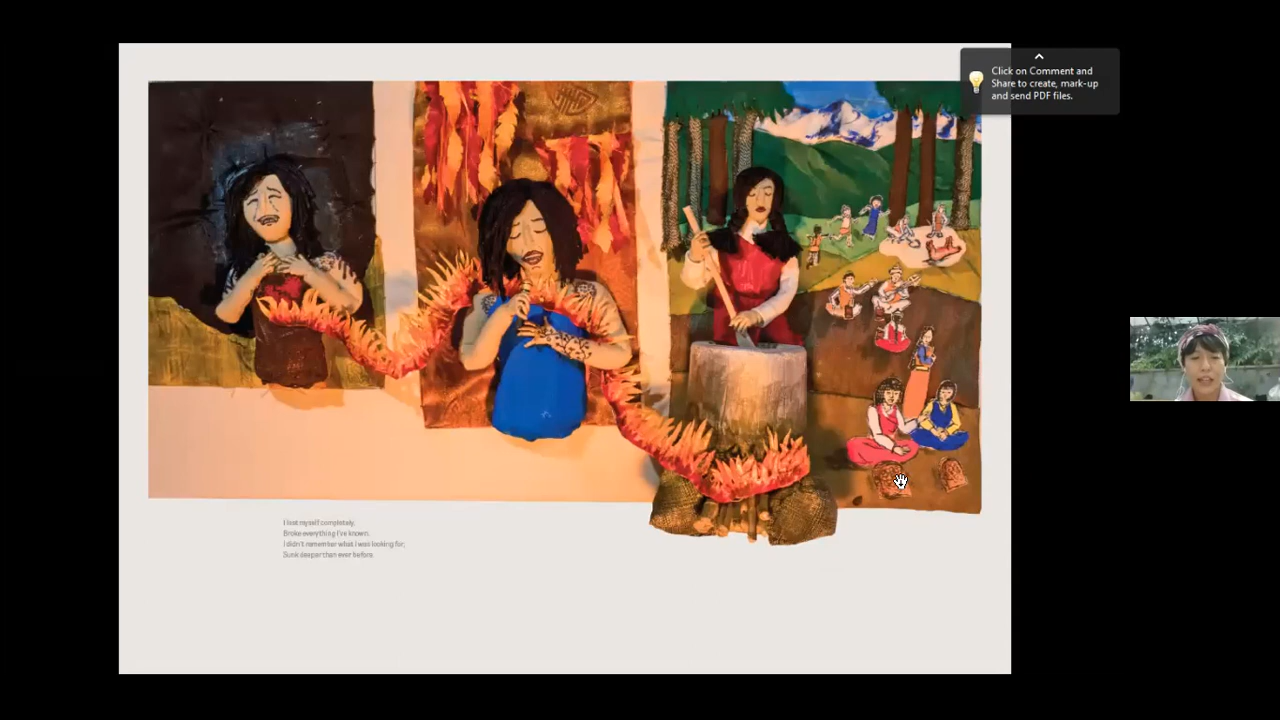 Click on Comment and
Share to create, mark-up
and send PDF files.
I lost myself completely,
Broke everything I've known.
I didn't remember what I was looking for,
Sunk deeper than ever before